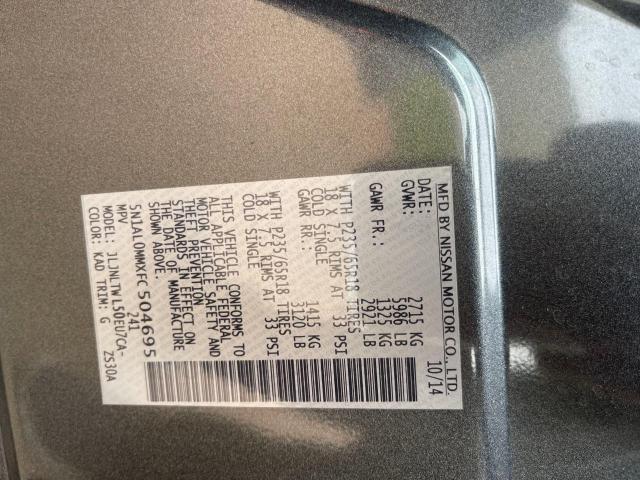 MFD BY NISSAN MOTOR CO., LTD.
DATE: 10/14
GVWR: 2715 KG
5986 LB
GAWR FR.: 1325 KG
2921 LB
WITH P235/65R18 TIRES
18 X 7.5 RIMS AT 33 PSI
COLD SINGLE
GAWR RR.: 1415 KG
3120 LB
WITH P235/65R18 TIRES
18 X 7.5 RIMS AT 33 PSI
COLD SINGLE
THIS VEHICLE CONFORMS TO
ALL APPLICABLE FEDERAL
MOTOR VEHICLE SAFETY AND
THEFT PREVENTION
STANDARDS IN EFFECT ON
THE DATE OF MANUFACTURE
SHOWN ABOVE.
5N1AL0MMXFC504695
MPV 241
JLJNLTWL50EU7CA-
COLOR: KAD TRIM: G ZS30A